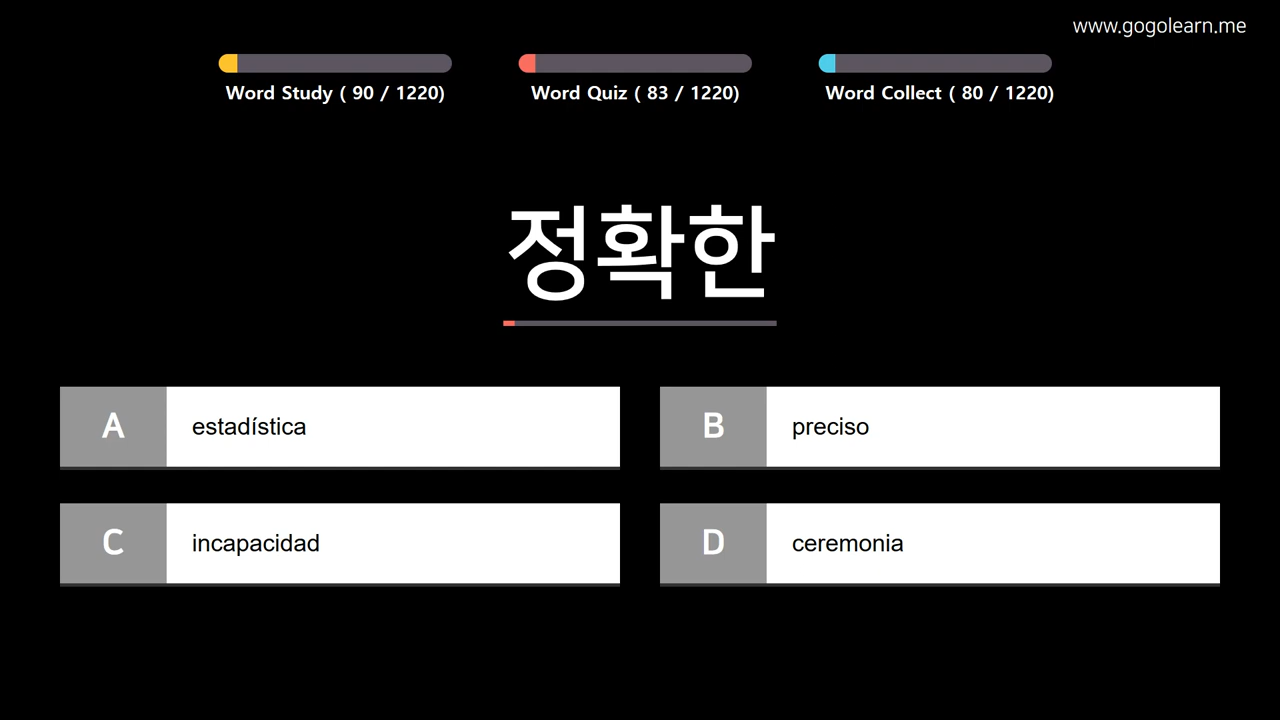 www.gogolearn.me
Word Study ( 90 / 1220)
Word Quiz ( 83 / 1220)
Word Collect ( 80 / 1220)
정확한
A estadística
B preciso
C incapacidad
D ceremonia